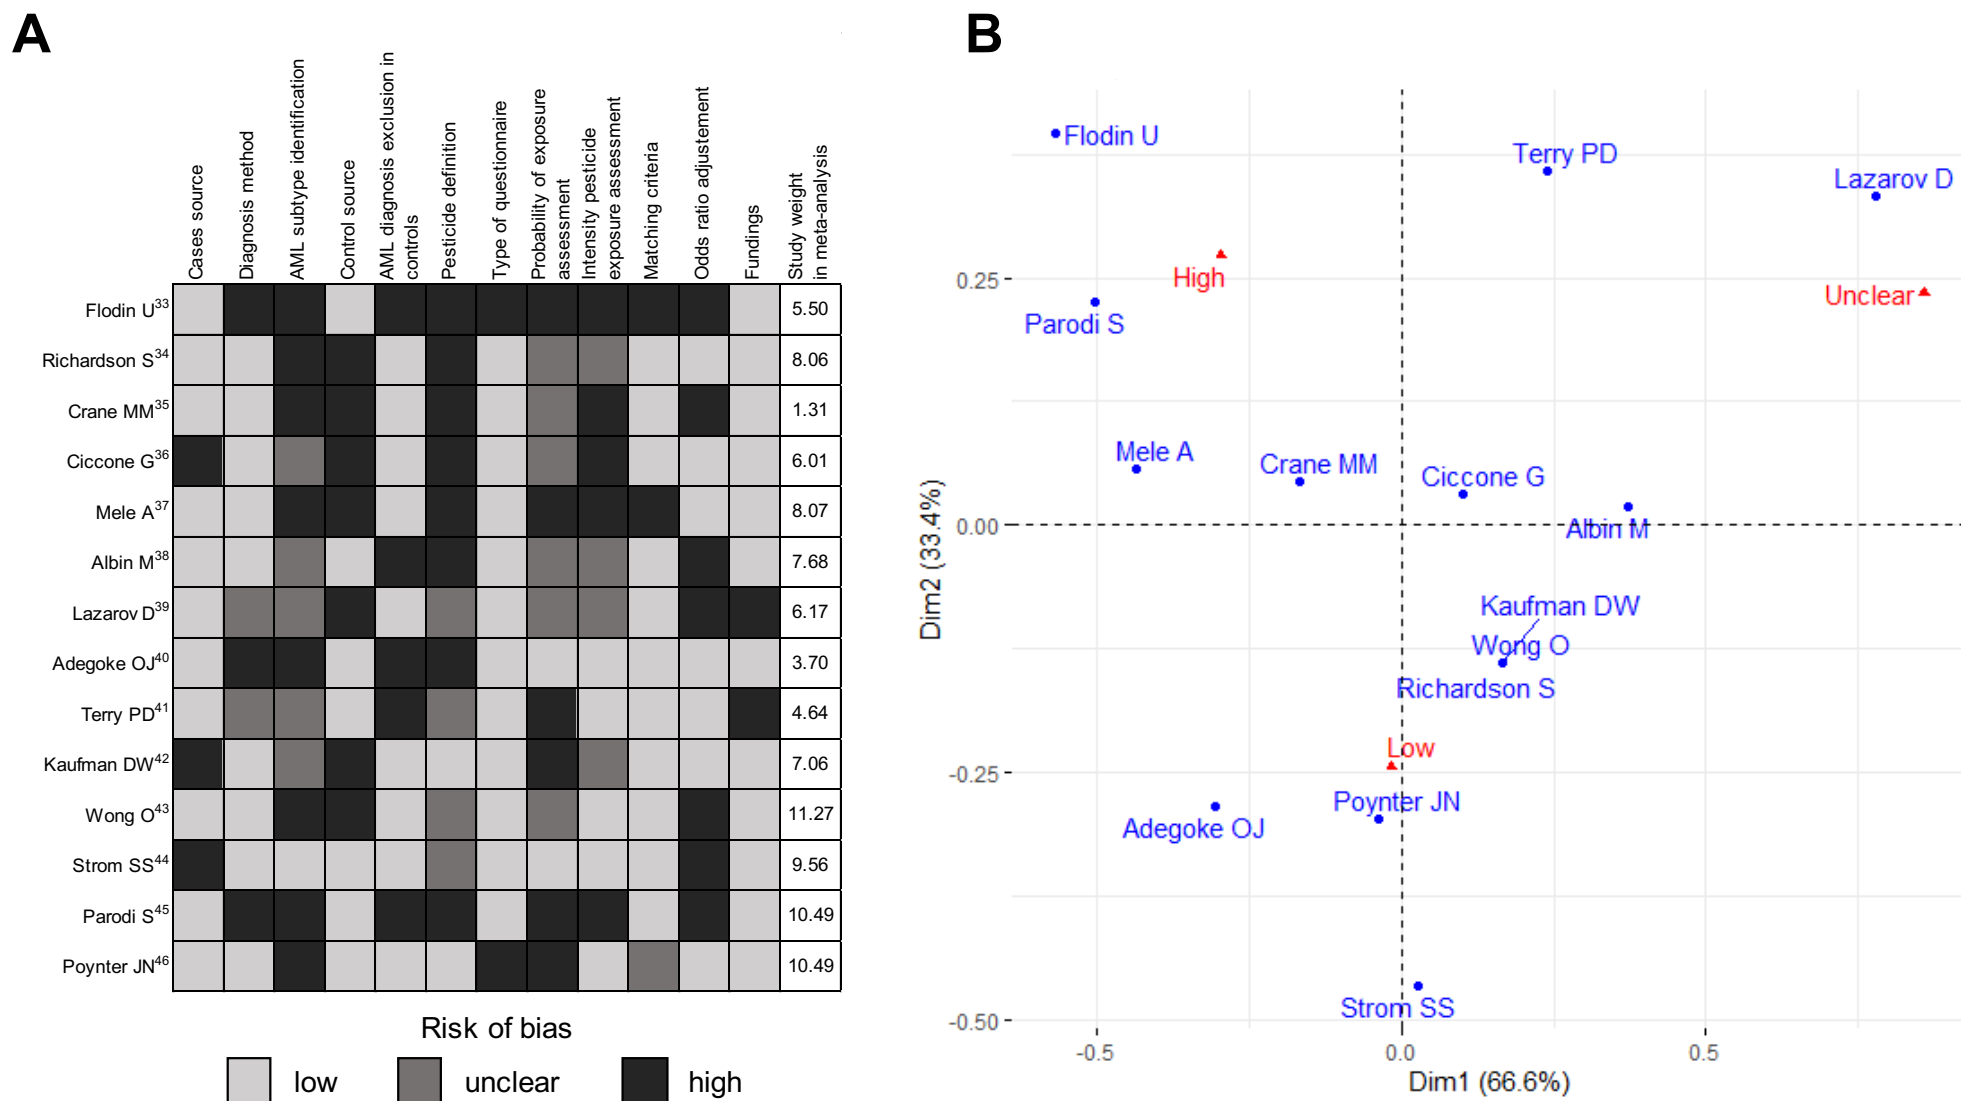 A
Cases source
Diagnosis method
AML subtype identification
Control source
AML diagnosis exclusion in
controls
Pesticide definition
Type of questionnaire
Probability of exposure
assessment
Intensity pesticide
exposure assessment
Matching criteria
Odds ratio adjustement
Fundings
Study weight
in meta-analysis
Flodin U33 5.50
Richardson S34 8.06
Crane MM35 1.31
Ciccone G36 6.01
Mele A37 8.07
Albin M38 7.68
Lazarov D39 6.17
Adegoke OJ40 3.70
Terry PD41 4.64
Kaufman DW42 7.06
Wong O43 11.27
Strom SS44 9.56
Parodi S45 10.49
Poynter JN46 10.49
Risk of bias
low unclear high
B
Flodin U
Terry PD
Lazarov D
High
Unclear
Parodi S
Mele A
Crane MM
Ciccone G
Albin M
Kaufman DW
Wong O
Richardson S
Low
Poynter JN
Adegoke OJ
Strom SS
0.25
0.00
-0.25
-0.50
Dim2 (33.4%)
-0.5 0.0 0.5
Dim1 (66.6%)